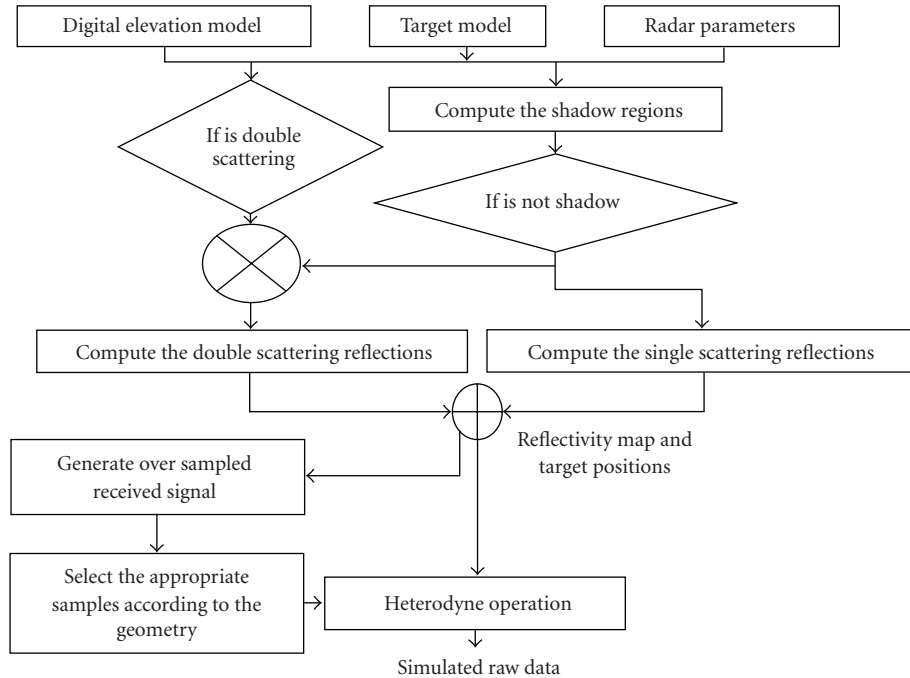 Digital elevation model
Target model
Radar parameters
Compute the shadow regions
If is double
scattering
If is not shadow
Compute the double scattering reflections
Compute the single scattering reflections
Reflectivity map and
target positions
Generate over sampled
received signal
Select the appropriate
samples according to the
geometry
Heterodyne operation
Simulated raw data